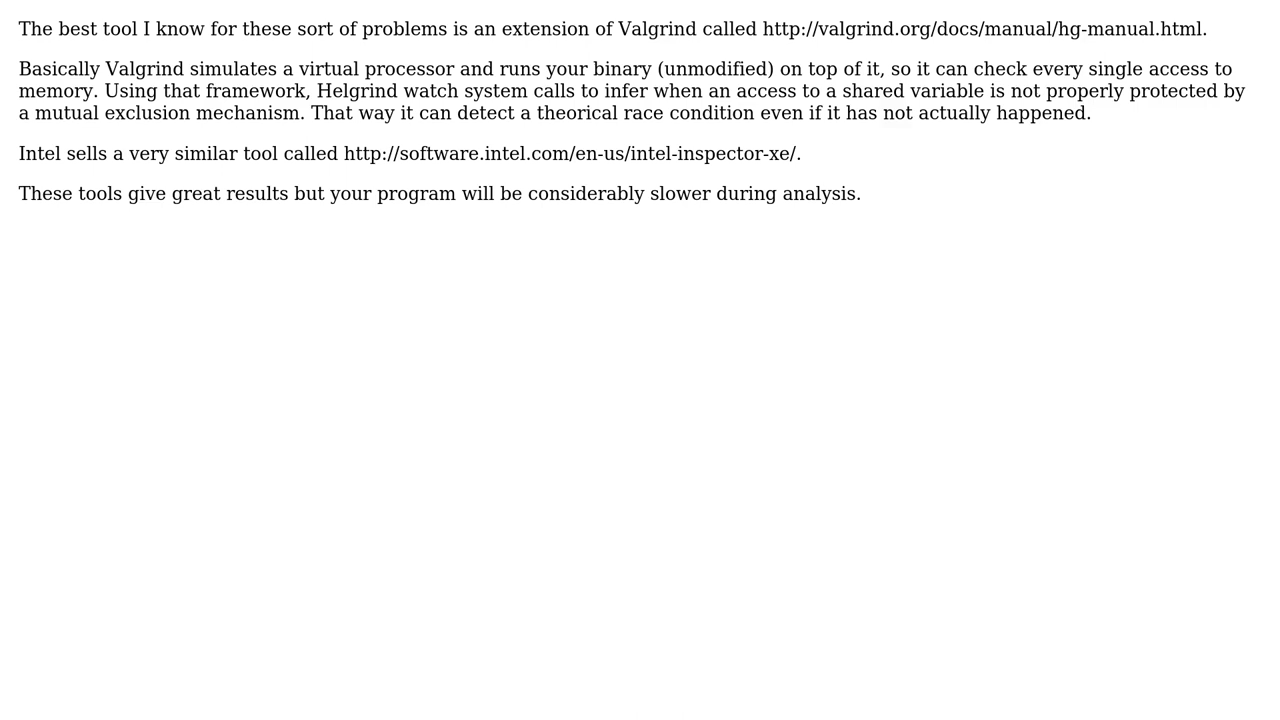 The best tool I know for these sort of problems is an extension of Valgrind called http://valgrind.org/docs/manual/hg-manual.html.
Basically Valgrind simulates a virtual processor and runs your binary (unmodified) on top of it, so it can check every single access to
memory. Using that framework, Helgrind watch system calls to infer when an access to a shared variable is not properly protected by
a mutual exclusion mechanism. That way it can detect a theorical race condition even if it has not actually happened.
Intel sells a very similar tool called http://software.intel.com/en-us/intel-inspector-xe/.
These tools give great results but your program will be considerably slower during analysis.